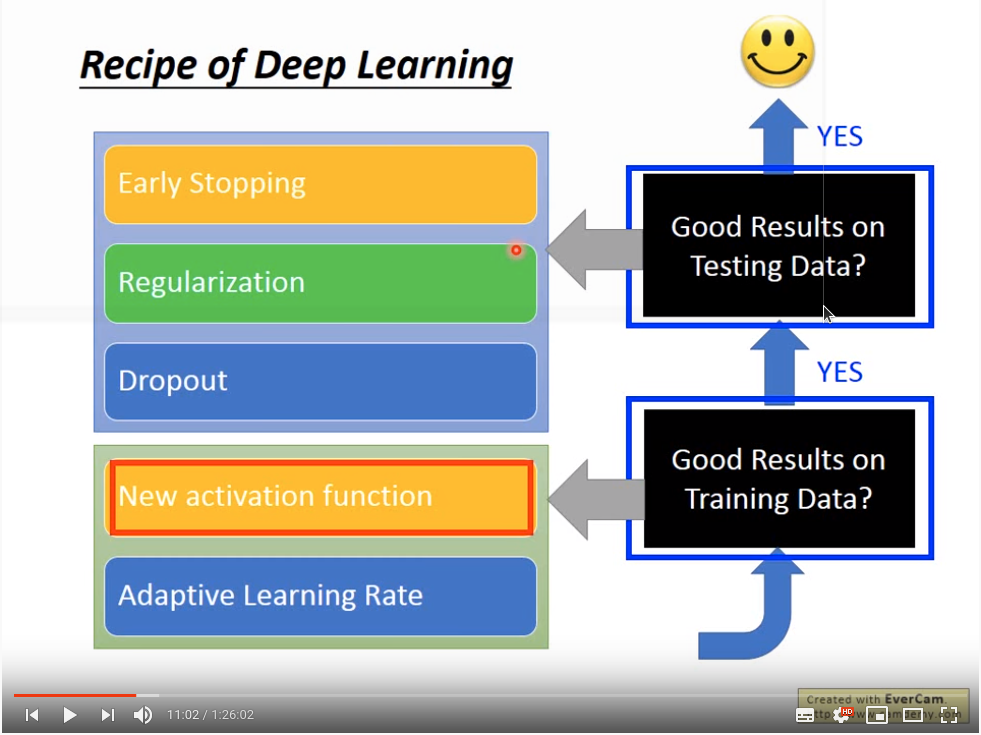 Recipe of Deep Learning
YES
Early Stopping
Good Results on
Testing Data?
Regularization
YES
Dropout
Good Results on
Training Data?
New activation function
Adaptive Learning Rate
Created with EverCam.
11:02 / 1:26:02
HD